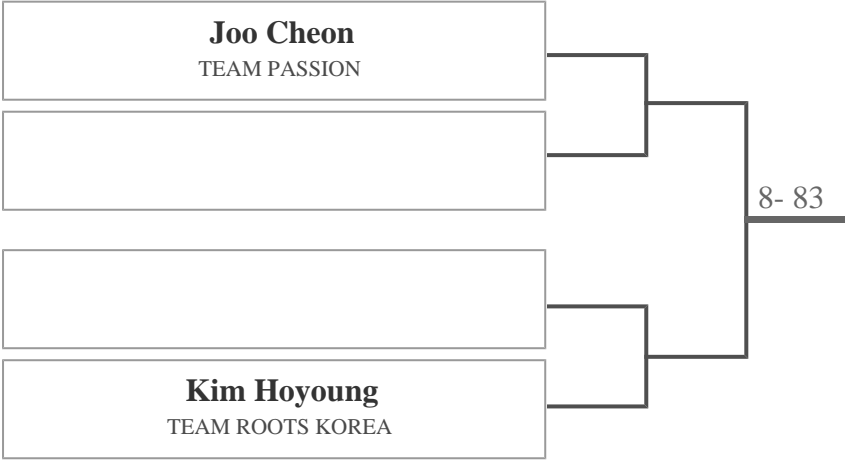 Joo Cheon
TEAM PASSION
8- 83
Kim Hoyoung
TEAM ROOTS KOREA